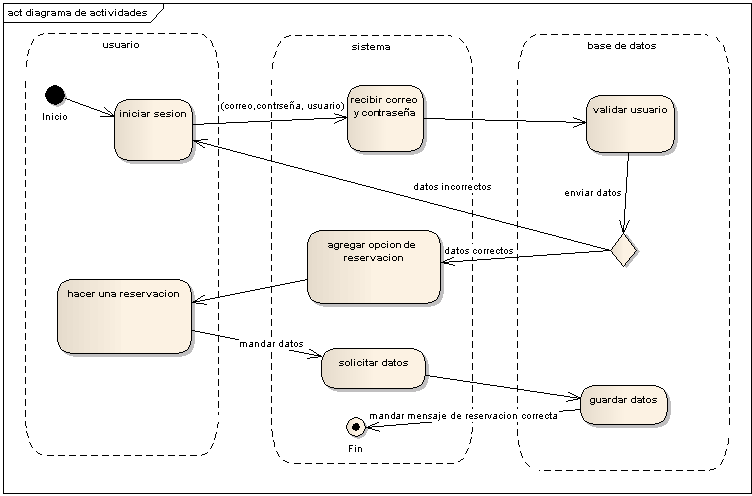 act diagrama de actividades
usuario
sistema
base de datos
Inicio
iniciar sesion
(correo,contrseña, usuario)
recibir correo
y contraseña
validar usuario
datos incorrectos
enviar datos
agregar opcion de
reservacion
datos correctos
hacer una reservacion
mandar datos
solicitar datos
guardar datos
mandar mensaje de reservacion correcta
Fin